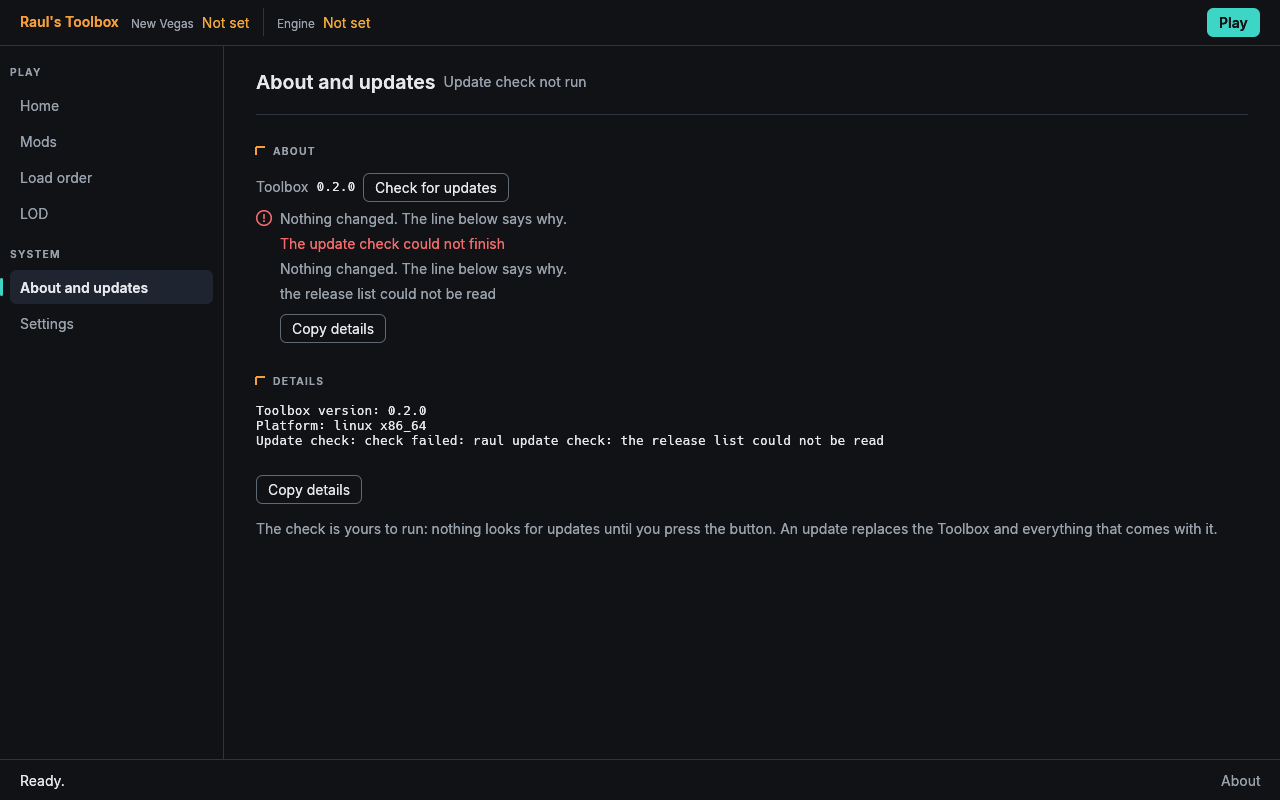 Raul's Toolbox New Vegas Not set Engine Not set Play
PLAY
Home
Mods
Load order
LOD
SYSTEM
About and updates
Settings
About and updates Update check not run
ABOUT
Toolbox 0.2.0 Check for updates
Nothing changed. The line below says why.
The update check could not finish
Nothing changed. The line below says why.
the release list could not be read
Copy details
DETAILS
Toolbox version: 0.2.0
Platform: linux x86_64
Update check: check failed: raul update check: the release list could not be read
Copy details
The check is yours to run: nothing looks for updates until you press the button. An update replaces the Toolbox and everything that comes with it.
Ready. About